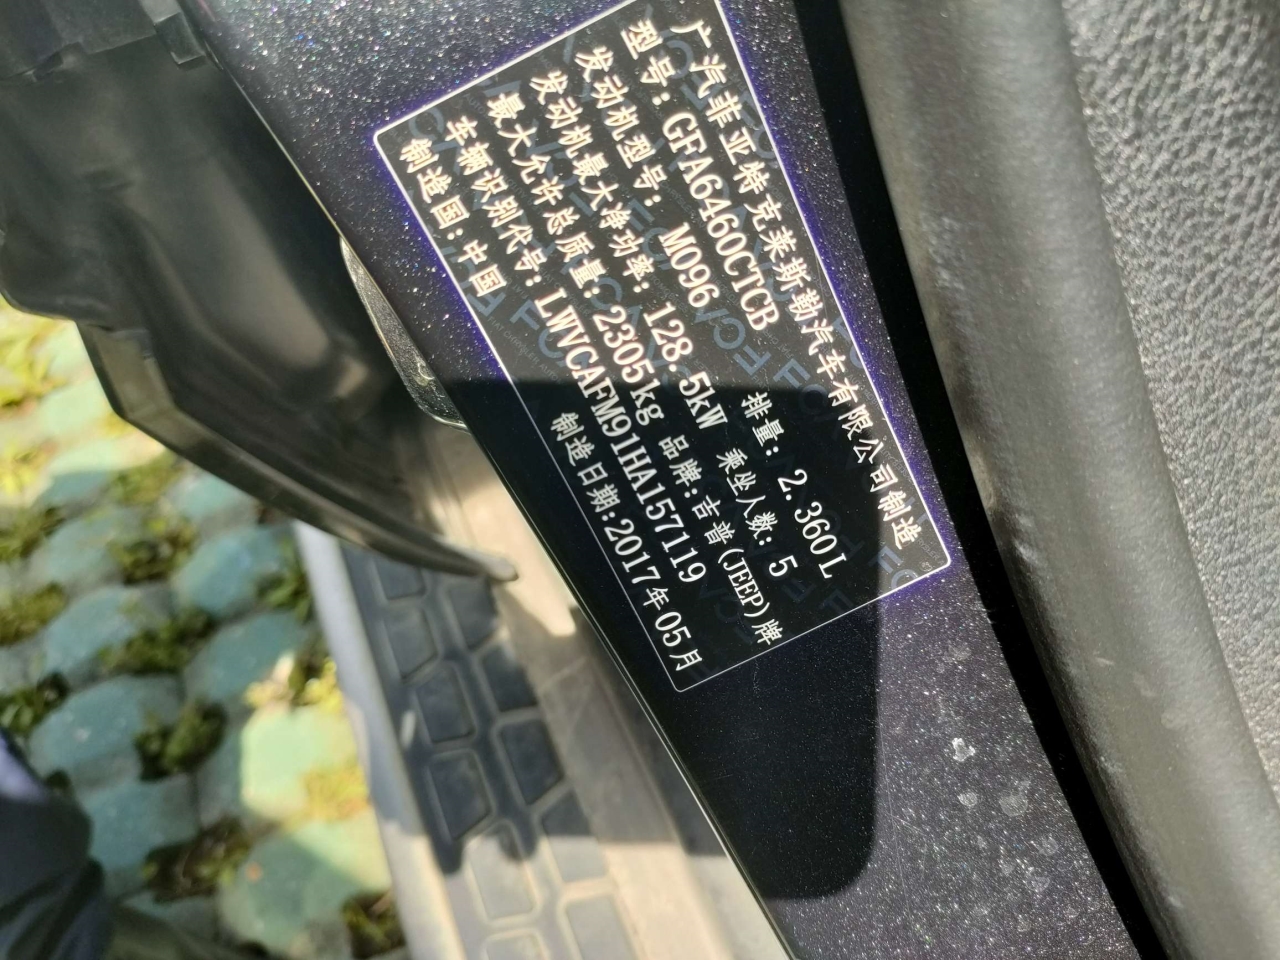 广汽菲亚特克莱斯勒汽车有限公司制造
型号: GFA6460CTCB
发动机型号: M096 排量: 2.360L
发动机最大净功率: 128.5kW 乘坐人数: 5
最大允许总质量: 2305kg 品牌:吉普(JEEP)牌
车辆识别代号: LWVCAFM91HA157119
制造国:中国 制造日期:2017年05月